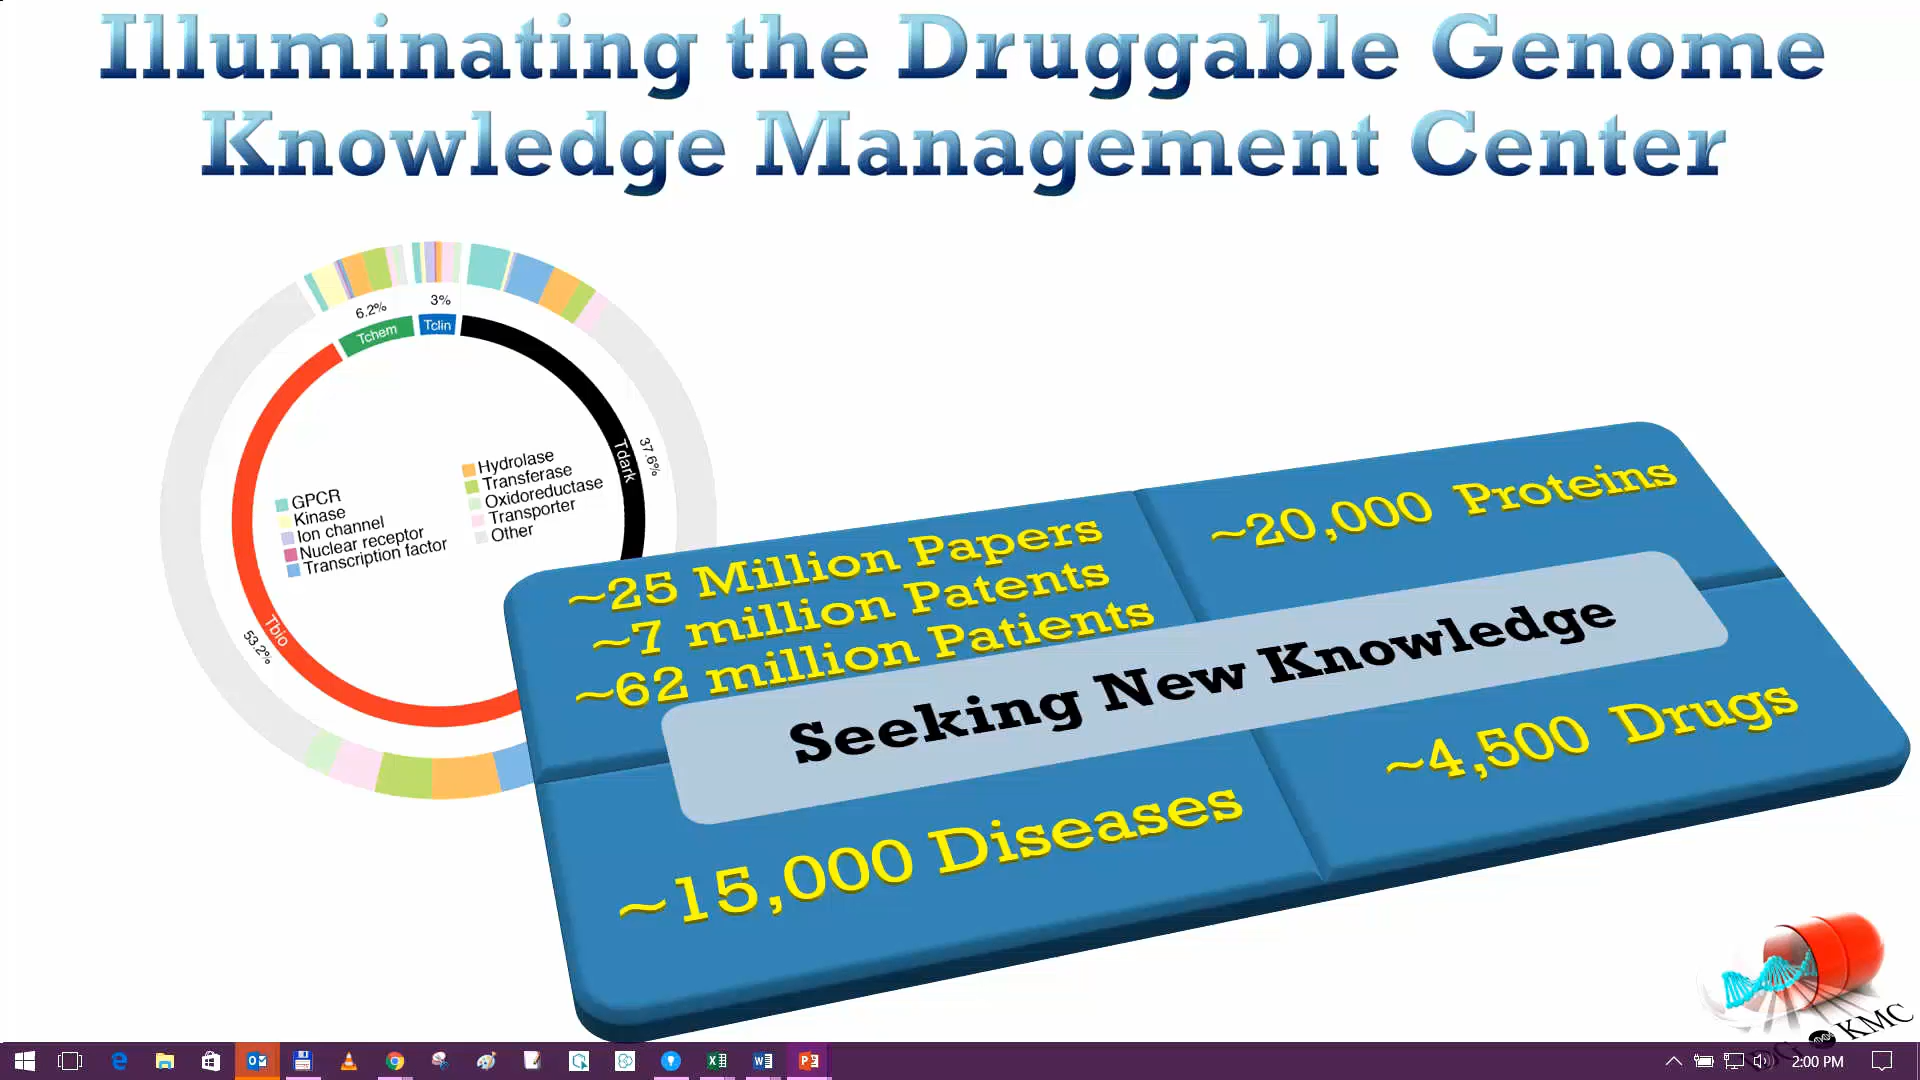 Illuminating the Druggable Genome
Knowledge Management Center
6.2%
3%
Tchem
Tclin
Tdark
37.6%
Tbio
53.2%
GPCR
Kinase
Ion channel
Nuclear receptor
Transcription factor
Hydrolase
Transferase
Oxidoreductase
Transporter
Other
~25 Million Papers
~7 million Patents
~62 million Patients
~20,000 Proteins
Seeking New Knowledge
~15,000 Diseases
~4,500 Drugs
KMC
2:00 PM